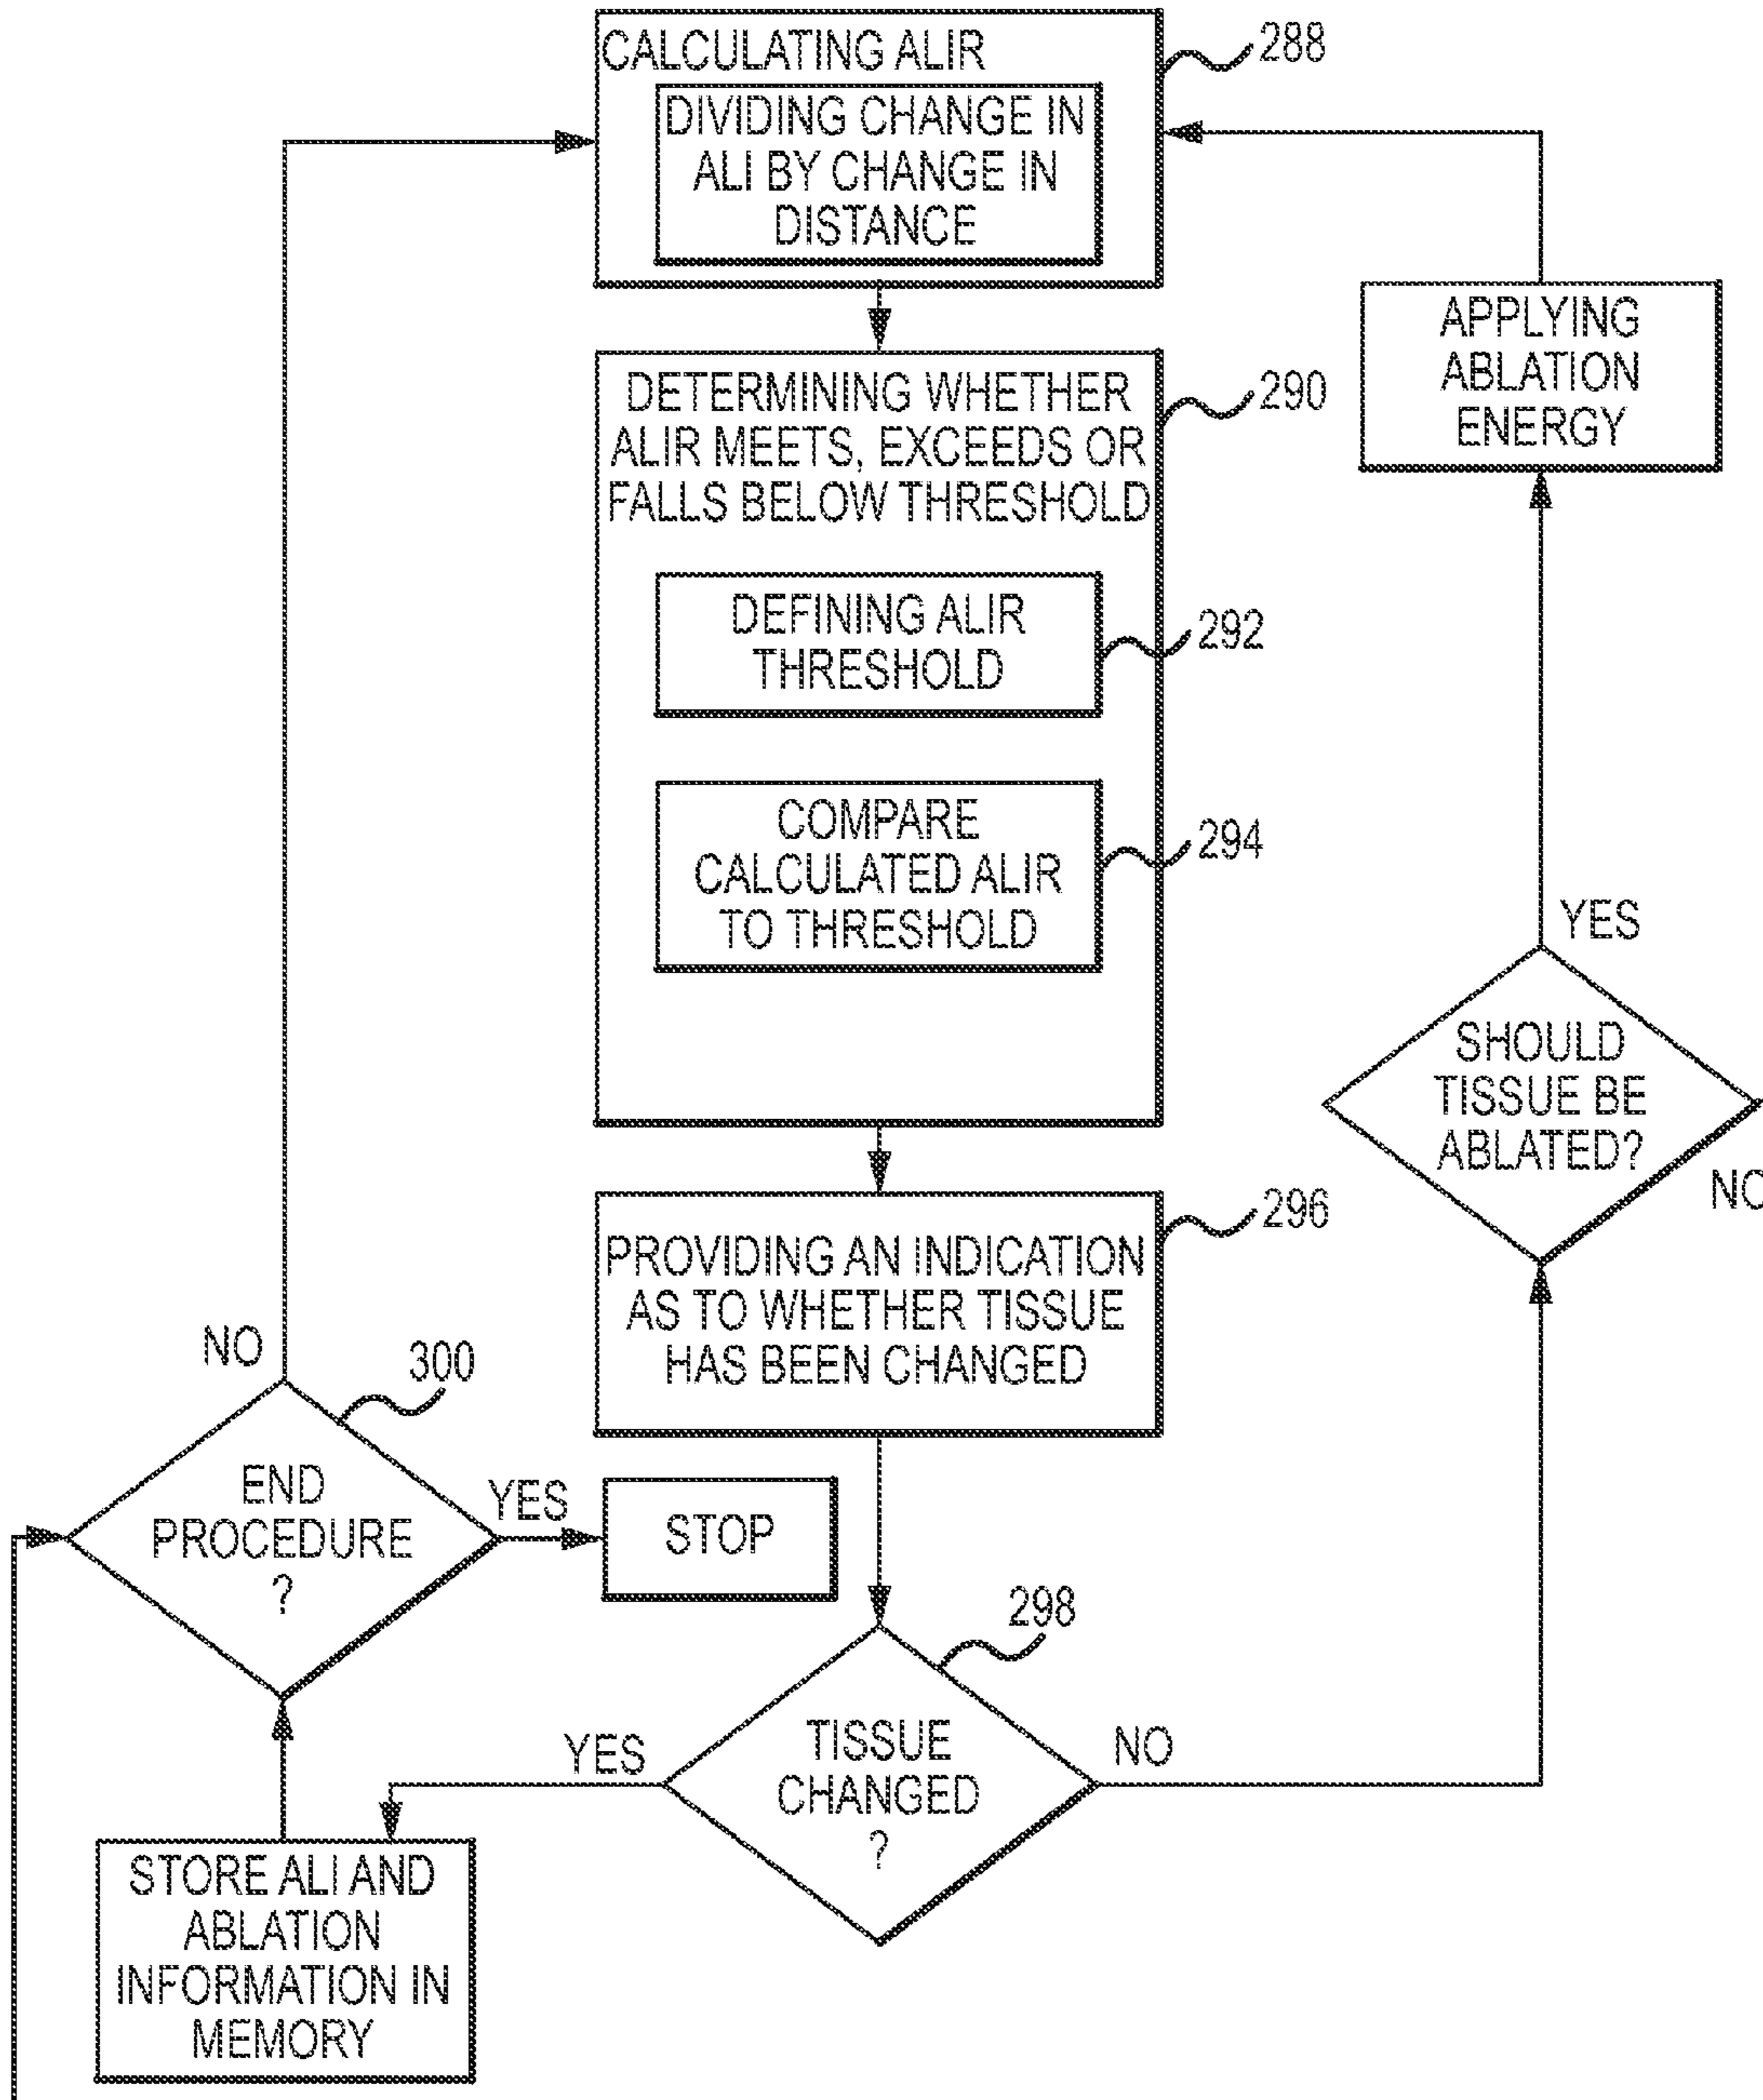 CALCULATING ALIR
288
DIVIDING CHANGE IN
ALI BY CHANGE IN
DISTANCE
DETERMINING WHETHER
ALIR MEETS, EXCEEDS OR
FALLS BELOW THRESHOLD
290
DEFINING ALIR
THRESHOLD
292
COMPARE
CALCULATED ALIR
TO THRESHOLD
294
PROVIDING AN INDICATION
AS TO WHETHER TISSUE
HAS BEEN CHANGED
296
TISSUE
CHANGED
?
298
YES
NO
STORE ALI AND
ABLATION
INFORMATION IN
MEMORY
END
PROCEDURE
?
300
NO
YES
STOP
SHOULD
TISSUE BE
ABLATED?
YES
NO
APPLYING
ABLATION
ENERGY